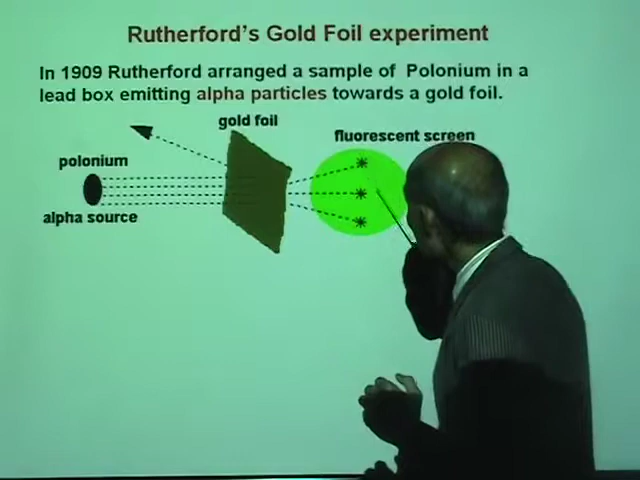 Rutherford's Gold Foil experiment
In 1909 Rutherford arranged a sample of Polonium in a
lead box emitting alpha particles towards a gold foil.
gold foil
fluorescent screen
polonium
alpha source